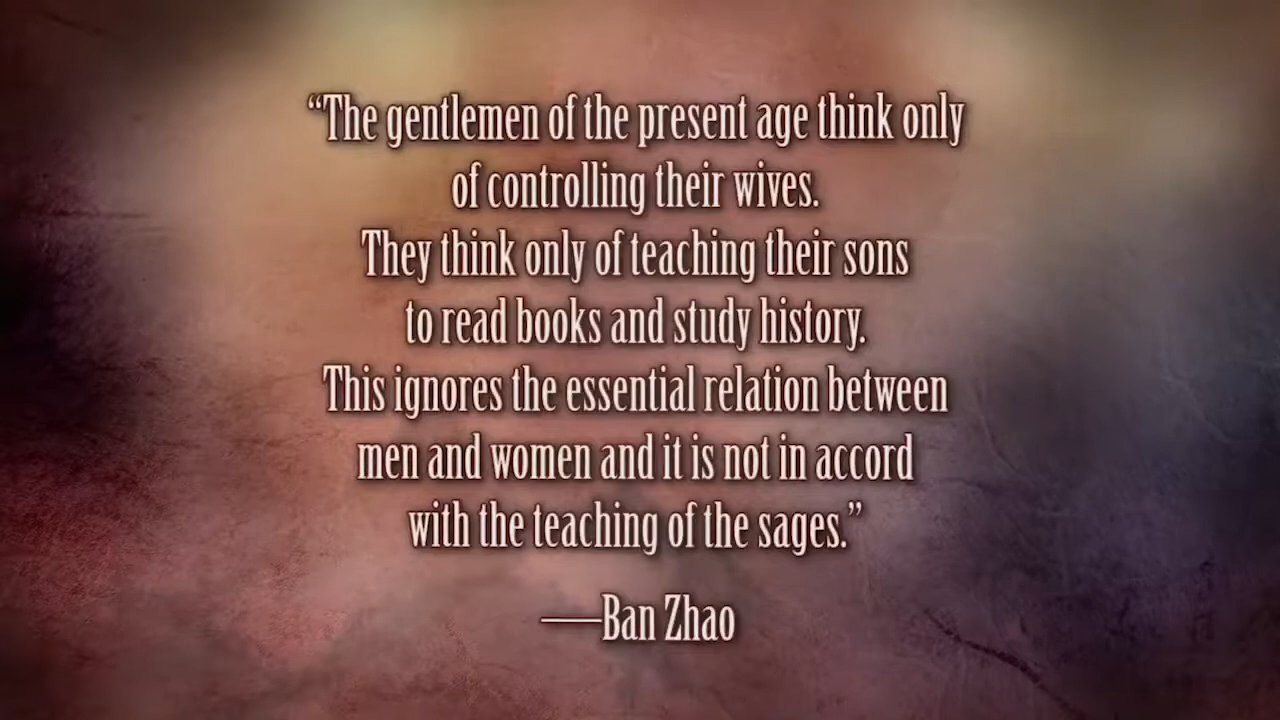 “The gentlemen of the present age think only
of controlling their wives.
They think only of teaching their sons
to read books and study history.
This ignores the essential relation between
men and women and it is not in accord
with the teaching of the sages.”
—Ban Zhao